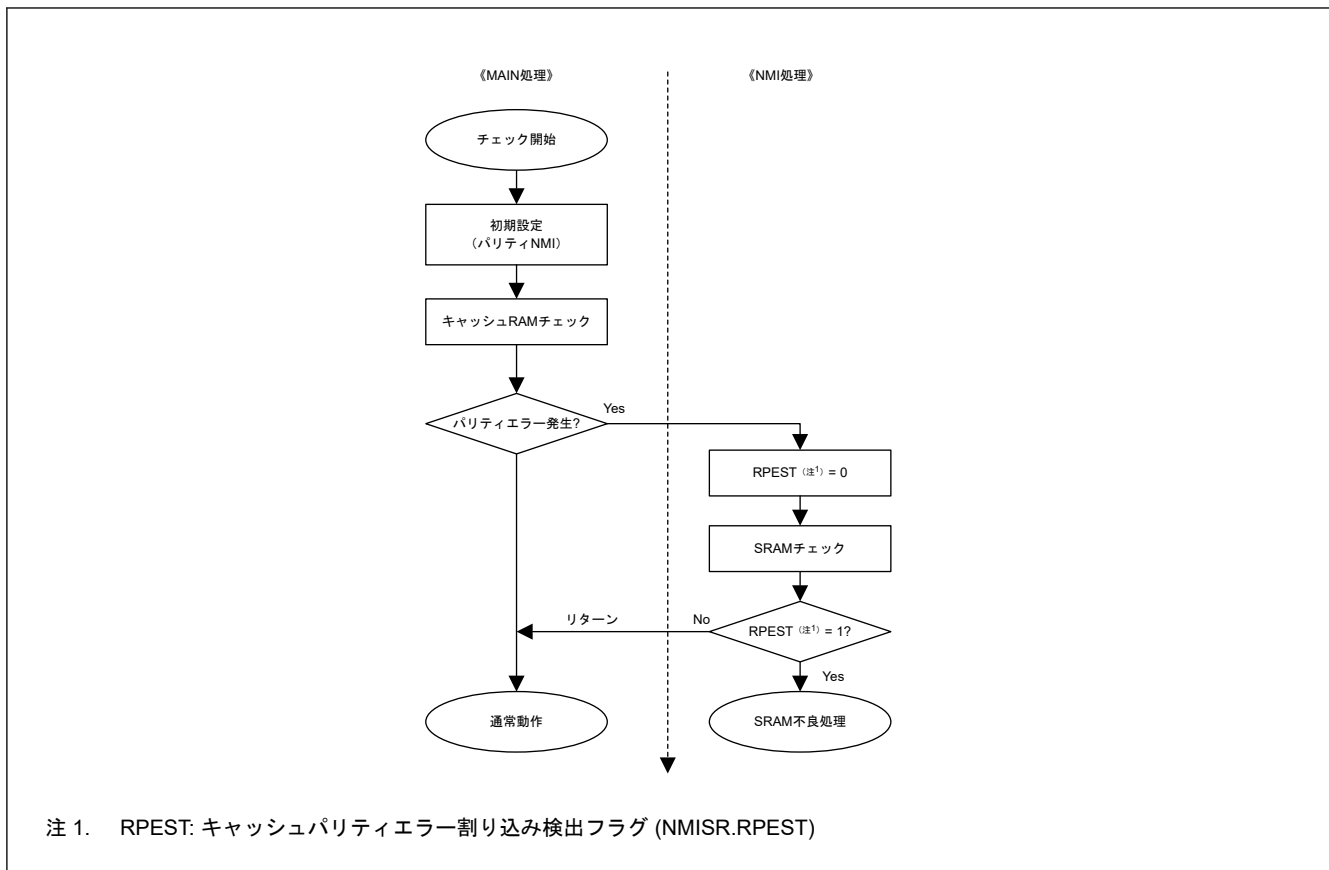 《MAIN処理》
《NMI処理》
チェック開始
初期設定
（パリティNMI）
キャッシュRAMチェック
パリティエラー発生?
Yes
RPEST（注1） = 0
SRAMチェック
リターン
No
RPEST（注1） = 1?
Yes
通常動作
SRAM不良処理
注 1. RPEST: キャッシュパリティエラー割り込み検出フラグ (NMISR.RPEST)